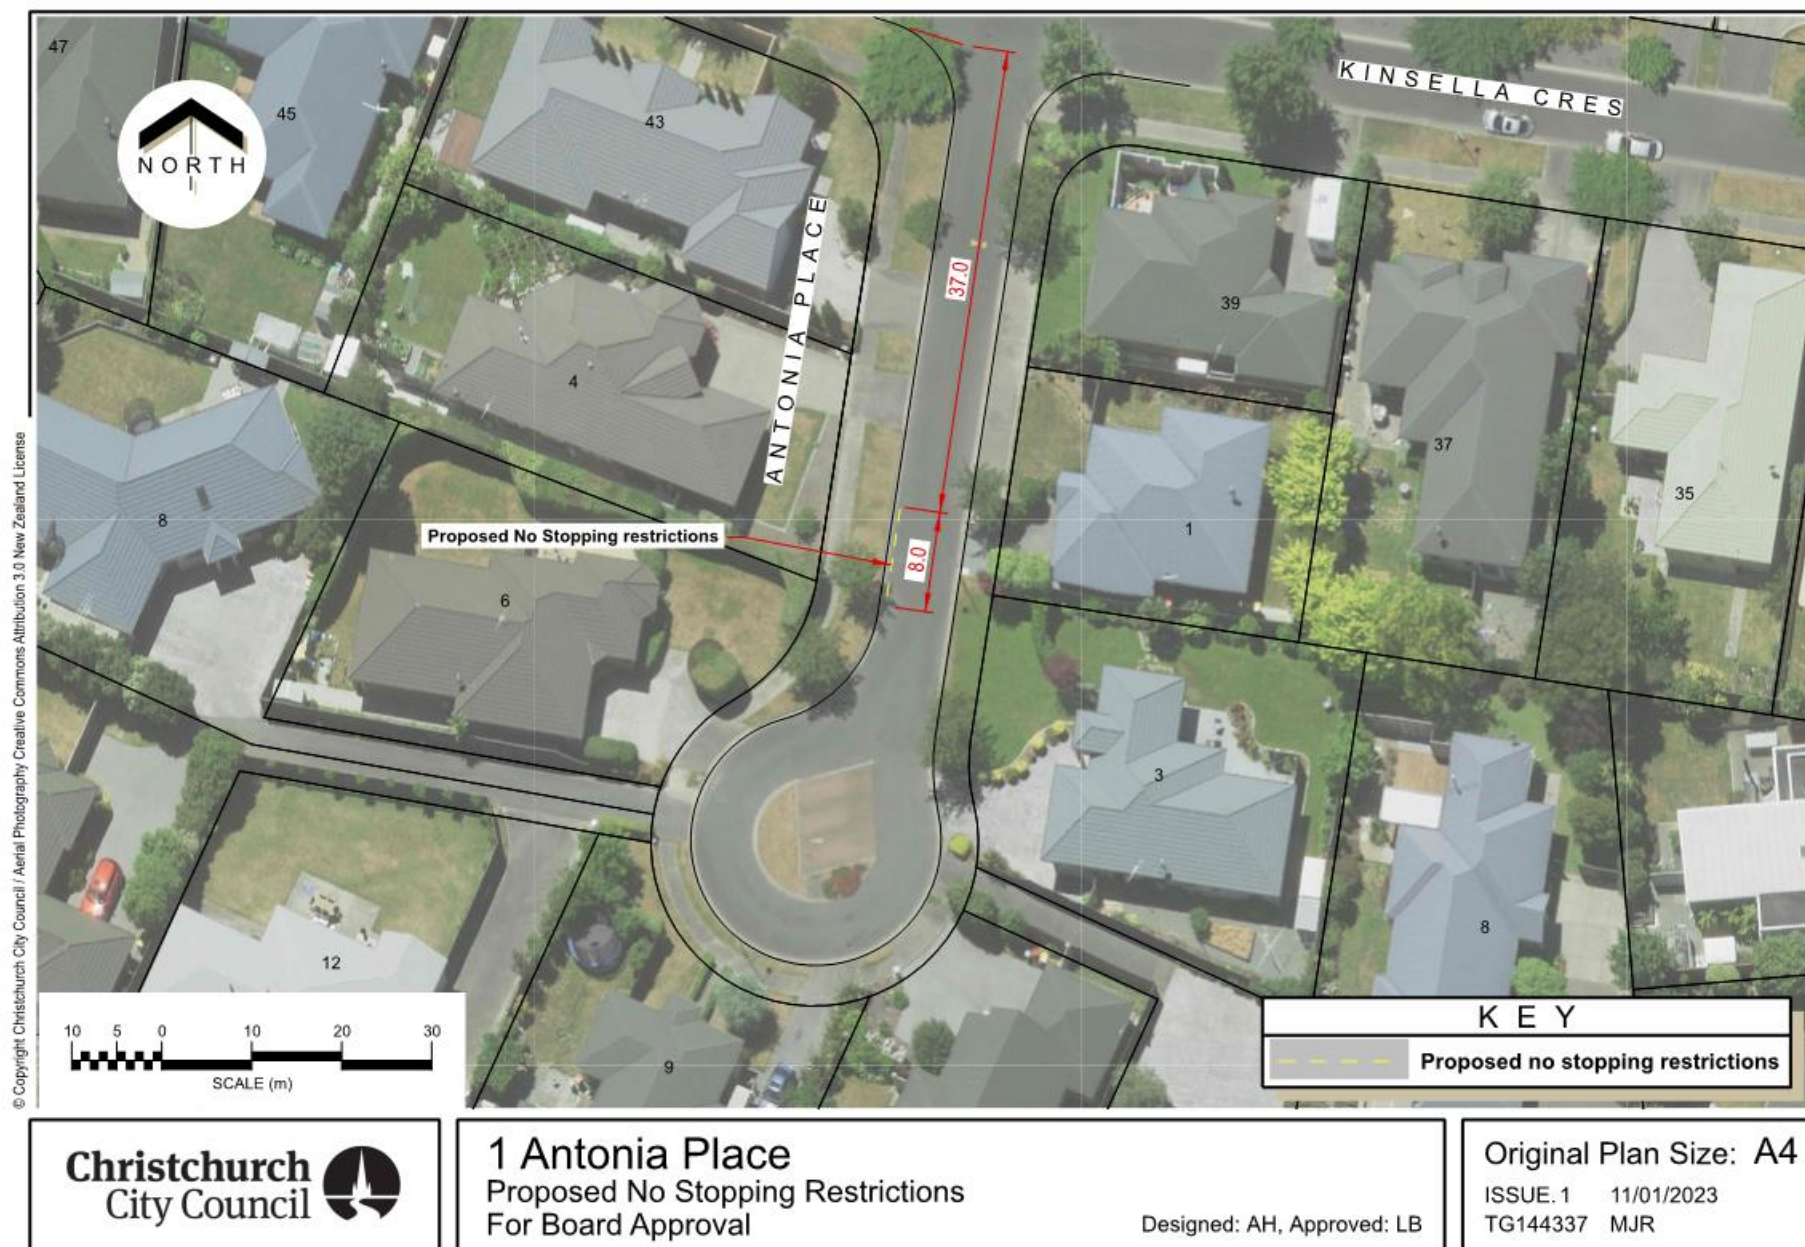 47
45
43
KINSELLA CRES
NORTH
ANTONIA PLACE
37.0
39
4
37
35
8
1
Proposed No Stopping restrictions
8.0
6
3
8
12
9
10 5 0 10 20 30
SCALE (m)
KEY
Proposed no stopping restrictions
© Copyright Christchurch City Council / Aerial Photography Creative Commons Attribution 3.0 New Zealand License
Christchurch
City Council
1 Antonia Place
Proposed No Stopping Restrictions
For Board Approval
Designed: AH, Approved: LB
Original Plan Size: A4
ISSUE.1 11/01/2023
TG144337 MJR